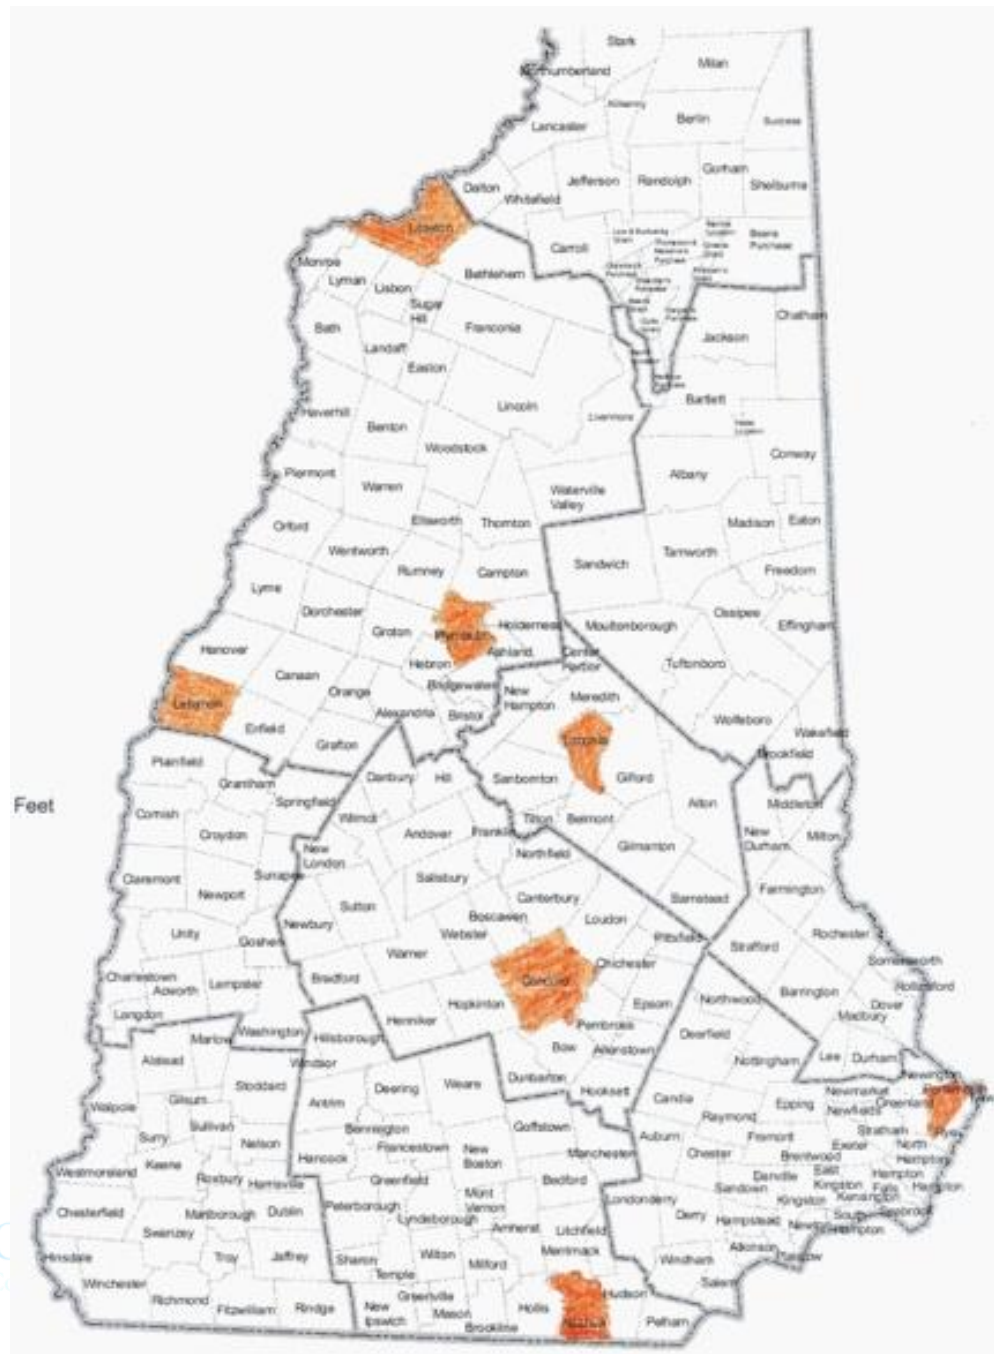 Stark
Milan
Northumberland
Kilkenny
Lancaster
Berlin
Success
Dalton
Whitefield
Jefferson
Randolph
Gorham
Shelburne
Littleton
Carroll
Beans
Purchase
Monroe
Lyman
Lisbon
Bethlehem
Sugar
Hill
Chatham
Bath
Franconia
Jackson
Landaff
Easton
Haverhill
Lincoln
Livermore
Bartlett
Benton
Woodstock
Conway
Albany
Piermont
Warren
Waterville
Valley
Orford
Ellsworth
Thornton
Madison
Eaton
Wentworth
Rumney
Campton
Sandwich
Tamworth
Freedom
Lyme
Dorchester
Groton
Plymouth
Holderness
Moultonborough
Ossipee
Effingham
Hanover
Hebron
Ashland
Center
Harbor
Tuftonboro
Canaan
Orange
Bridgewater
New
Hampton
Meredith
Lebanon
Alexandria
Bristol
Enfield
Grafton
Laconia
Wolfeboro
Wakefield
Brookfield
Plainfield
Grantham
Danbury
Hill
Sanbornton
Gilford
Feet
Springfield
Alton
Middleton
Cornish
Croydon
Wilmot
Andover
Franklin
Tilton
Belmont
New
Durham
Milton
New
London
Northfield
Gilmanton
Claremont
Newport
Sunapee
Salisbury
Barnstead
Farmington
Sutton
Canterbury
Newbury
Boscawen
Webster
Loudon
Pittsfield
Strafford
Rochester
Unity
Goshen
Warner
Chichester
Somersworth
Charlestown
Acworth
Lempster
Bradford
Concord
Barrington
Rollinsford
Dover
Madbury
Langdon
Washington
Hillsborough
Henniker
Hopkinton
Epsom
Northwood
Pembroke
Deerfield
Marlow
Bow
Allenstown
Nottingham
Lee
Durham
Alstead
Windsor
Stoddard
Deering
Weare
Dunbarton
Hooksett
Newington
Portsmouth
Walpole
Gilsum
Antrim
Candia
Epping
Newmarket
Newfields
Greenland
Surry
Sullivan
Nelson
Bennington
Francestown
Goffstown
Auburn
Raymond
Fremont
Stratham
Exeter
Rye
Hancock
New
Boston
Manchester
Chester
Brentwood
North
Hampton
Westmoreland
Keene
Roxbury
Harrisville
Greenfield
Bedford
Danville
East
Kingston
Hampton
Falls
Hampton
Chesterfield
Marlborough
Dublin
Peterborough
Lyndeborough
Mont
Vernon
Londonderry
Sandown
Kingston
Kensington
Swanzey
Amherst
Litchfield
Derry
Hampstead
South
Hampton
Seabrook
Hinsdale
Troy
Jaffrey
Sharon
Temple
Wilton
Milford
Merrimack
Windham
Atkinson
Plaistow
Winchester
Richmond
Fitzwilliam
Rindge
New
Ipswich
Greenville
Mason
Brookline
Hollis
Nashua
Hudson
Pelham
Salem